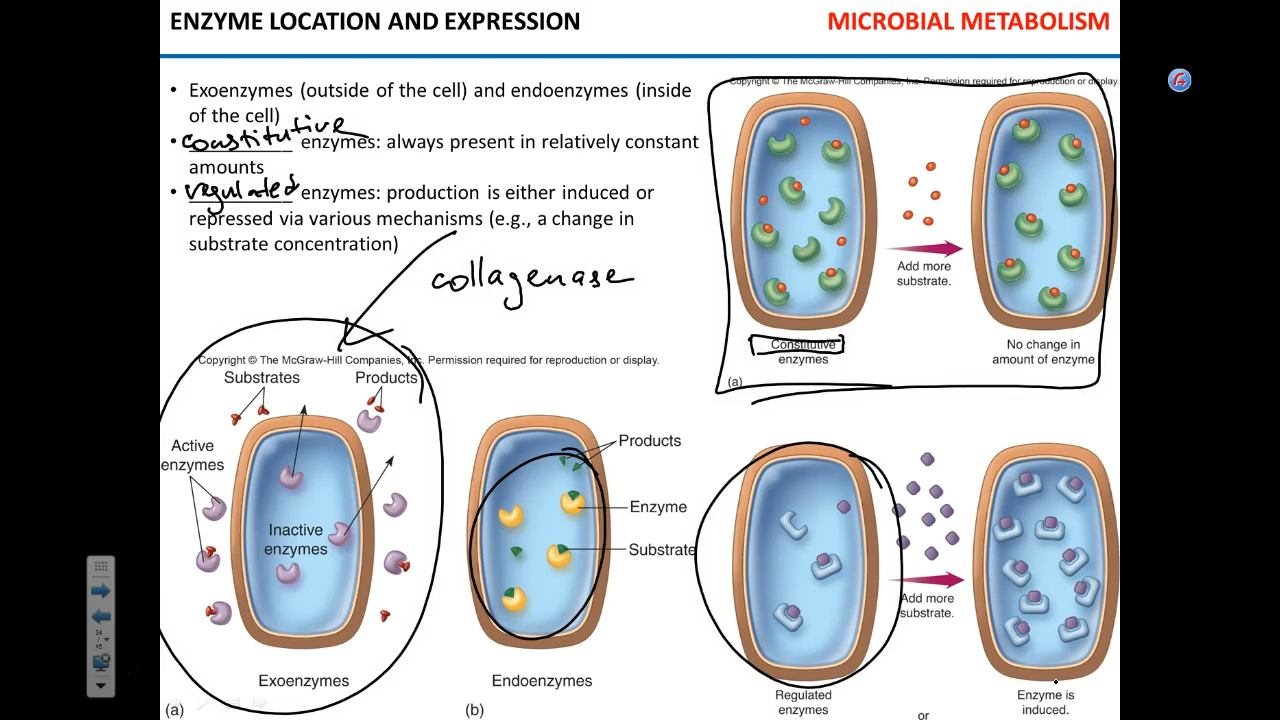 ENZYME LOCATION AND EXPRESSION
MICROBIAL METABOLISM
• Exoenzymes (outside of the cell) and endoenzymes (inside
of the cell)
• constitutive enzymes: always present in relatively constant
amounts
• regulated enzymes: production is either induced or
repressed via various mechanisms (e.g., a change in
substrate concentration)
collagenase
Copyright © The McGraw-Hill Companies, Inc. Permission required for reproduction or display.
Substrates
Products
Active
enzymes
Inactive
enzymes
Exoenzymes
(a)
Products
Enzyme
Substrate
Endoenzymes
(b)
Copyright © The McGraw-Hill Companies, Inc. Permission required for reproduction or display.
Add more
substrate.
Constitutive
enzymes
No change in
amount of enzyme
(a)
Add more
substrate.
Regulated
enzymes
or
Enzyme is
induced.